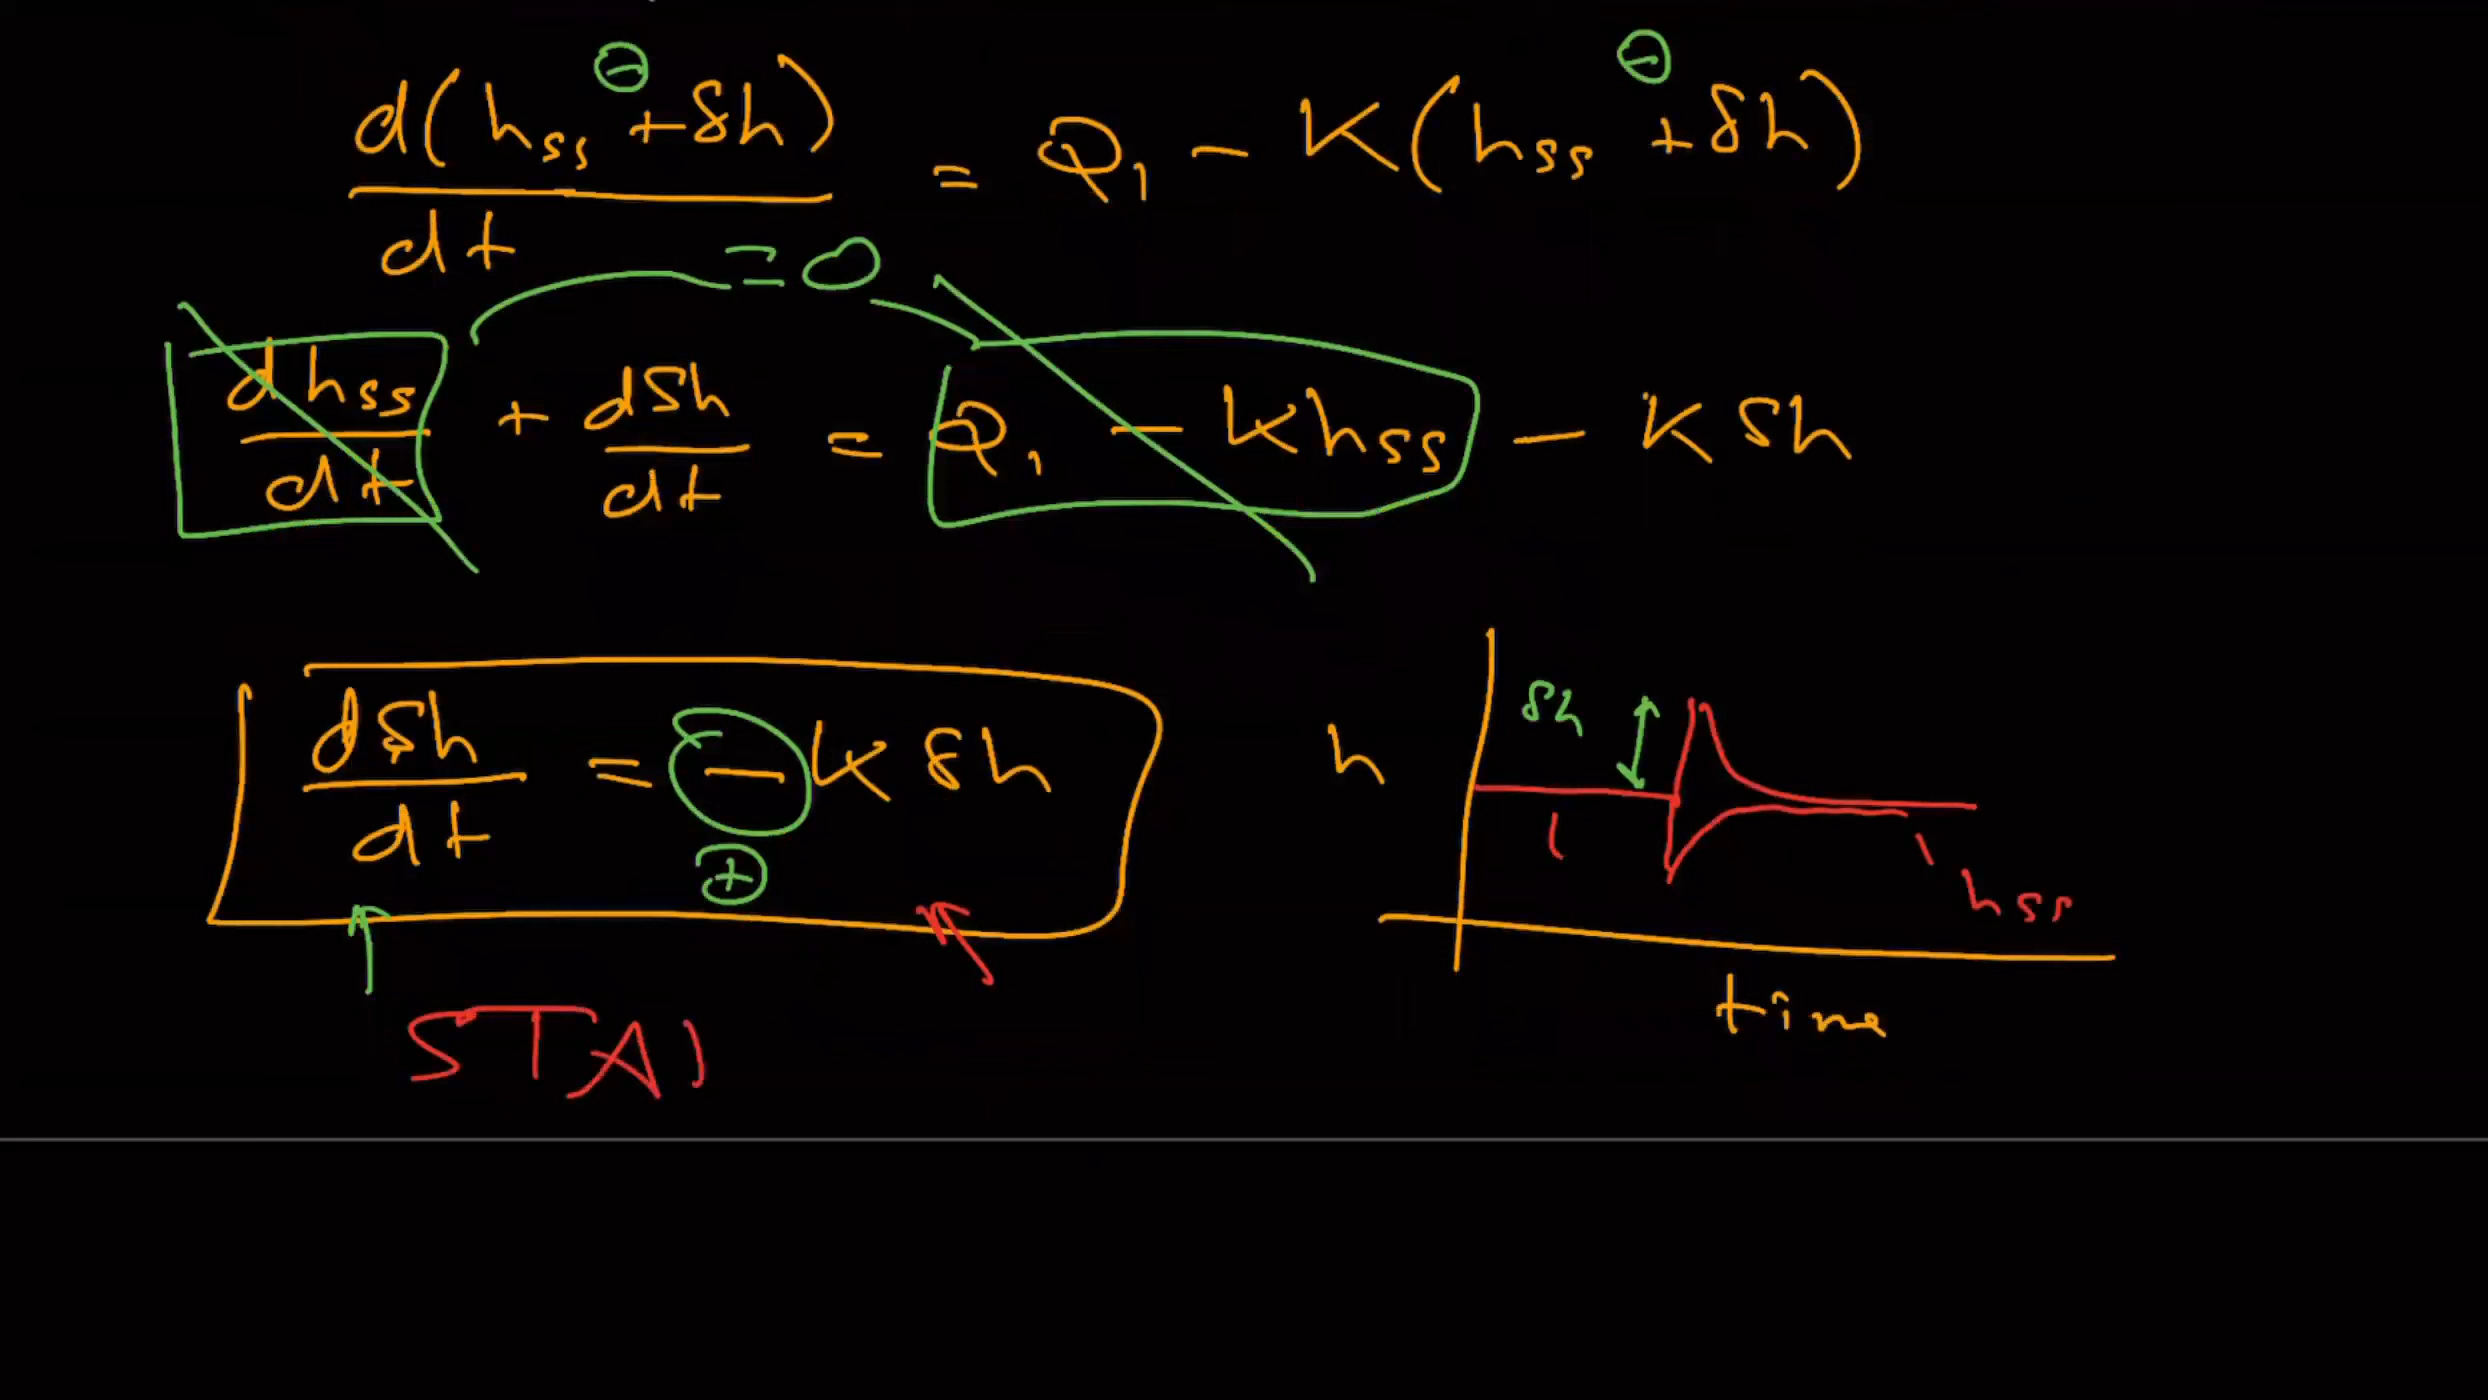 d(hss +δh)/dt = Q1 - K(hss +δh)
⊖ ⊖
= 0
dhss/dt + dδh/dt = Q1 - Khss - Kδh
dδh/dt = -Kδh
⊕
STA)
δh
h
hss
time